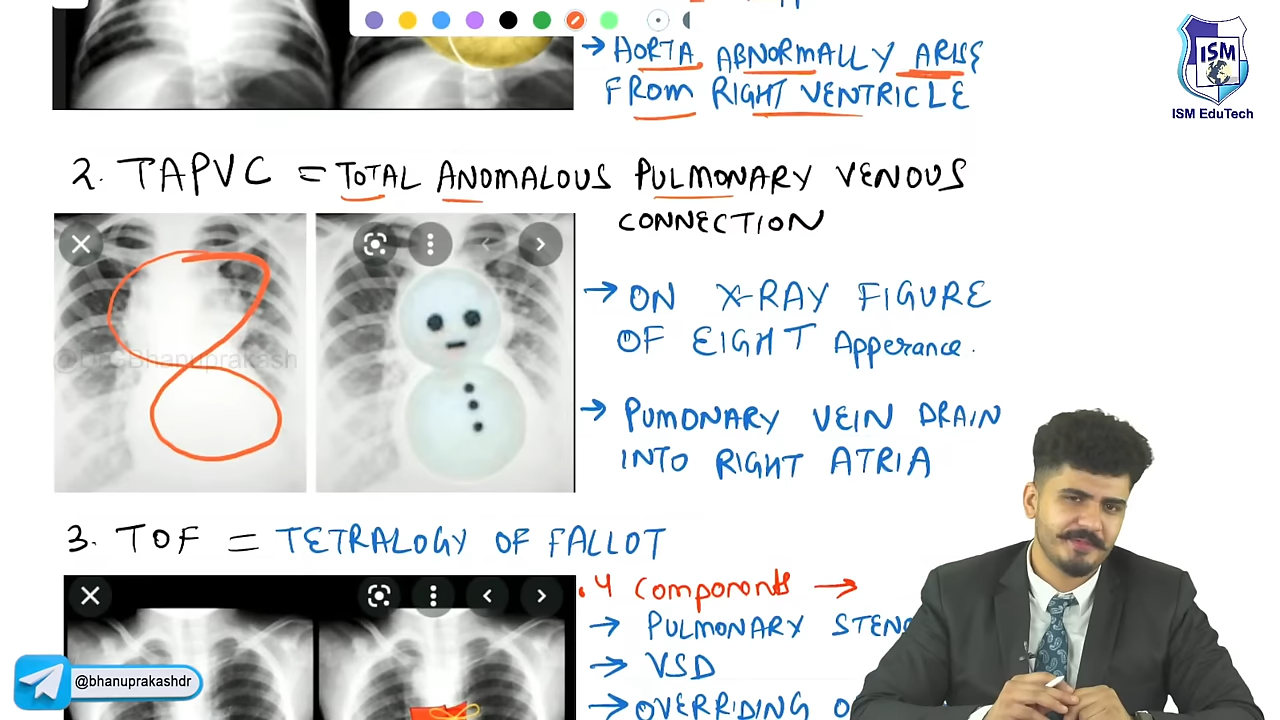 → AORTA ABNORMALLY ARISE
FROM RIGHT VENTRICLE
ISM
ISM EduTech
2. TAPVC = TOTAL ANOMALOUS PULMONARY VENOUS
CONNECTION
→ ON X-RAY FIGURE
OF EIGHT Apperance.
→ PUMONARY VEIN DRAIN
INTO RIGHT ATRIA
3. TOF = TETRALOGY OF FALLOT
.4 Components →
→ PULMONARY
→ VSD
→ OVERRIDING
@bhanuprakashdr